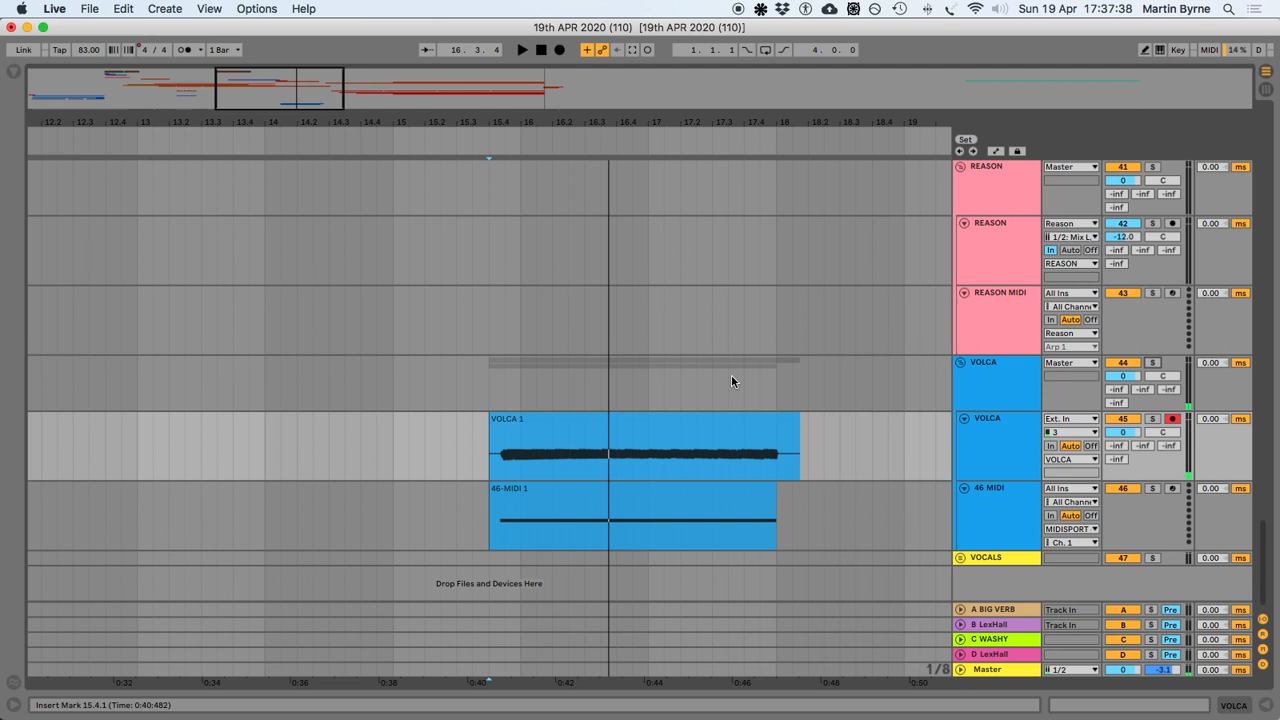 Live File Edit Create View Options Help Sun 19 Apr 17:37:38 Martin Byrne
19th APR 2020 (110) [19th APR 2020 (110)]
Link Tap 83.00 4 / 4 1 Bar 16. 3. 4 1. 1. 1 4. 0. 0 Key MIDI 14 % D
12.2 12.3 12.4 13 13.2 13.3 14 14.2 14.3 14.4 15 15.2 15.3 15.4 16 16.2 16.3 16.4 17 17.2 17.3 17.4 18 18.2 18.3 18.4 19
Set
REASON Master 41 S 0.00 ms
0 C
-inf -inf -inf
-inf
REASON Reason 42 S 0.00 ms
1/2: Mix L -12.0 C
In Auto Off -inf -inf -inf
REASON -inf
REASON MIDI All Ins 43 S 0.00 ms
All Chann
In Auto Off
Reason
Arp 1
VOLCA Master 44 S 0.00 ms
0 C
-inf -inf -inf
-inf
VOLCA 1 VOLCA Ext. In 45 S 0.00 ms
3 0 C
In Auto Off -inf -inf -inf
VOLCA -inf
46-MIDI 1 46 MIDI All Ins 46 S 0.00 ms
All Chann
In Auto Off
MIDISPORT
Ch. 1
VOCALS 47 S 0.00 ms
Drop Files and Devices Here
A BIG VERB Track In A S Pre 0.00 ms
B LexHall Track In B S Pre 0.00 ms
C WASHY C S Pre 0.00 ms
D LexHall D S Pre 0.00 ms
1/8 Master 1/2 0 -3.1 0.00 ms
0:32 0:34 0:36 0:38 0:40 0:42 0:44 0:46 0:48 0:50
Insert Mark 15.4.1 (Time: 0:40:482) VOLCA